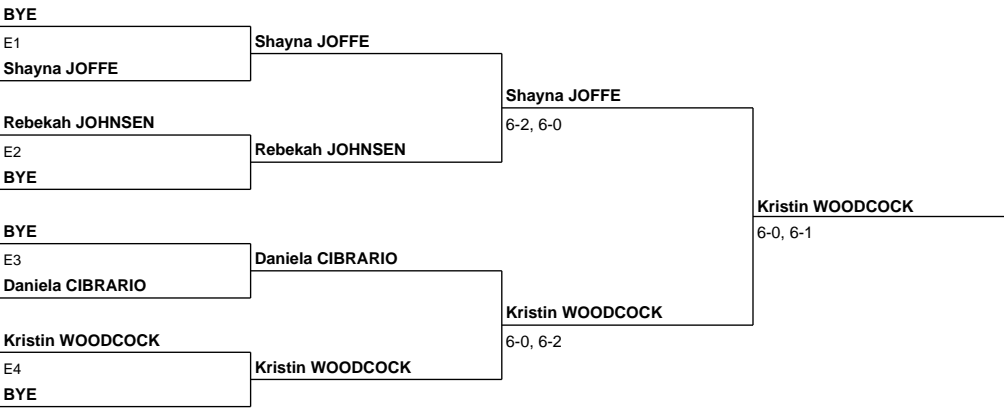 BYE
E1
Shayna JOFFE
Shayna JOFFE
Rebekah JOHNSEN
E2
BYE
Rebekah JOHNSEN
Shayna JOFFE
6-2, 6-0
BYE
E3
Daniela CIBRARIO
Daniela CIBRARIO
Kristin WOODCOCK
E4
BYE
Kristin WOODCOCK
Kristin WOODCOCK
6-0, 6-2
Kristin WOODCOCK
6-0, 6-1